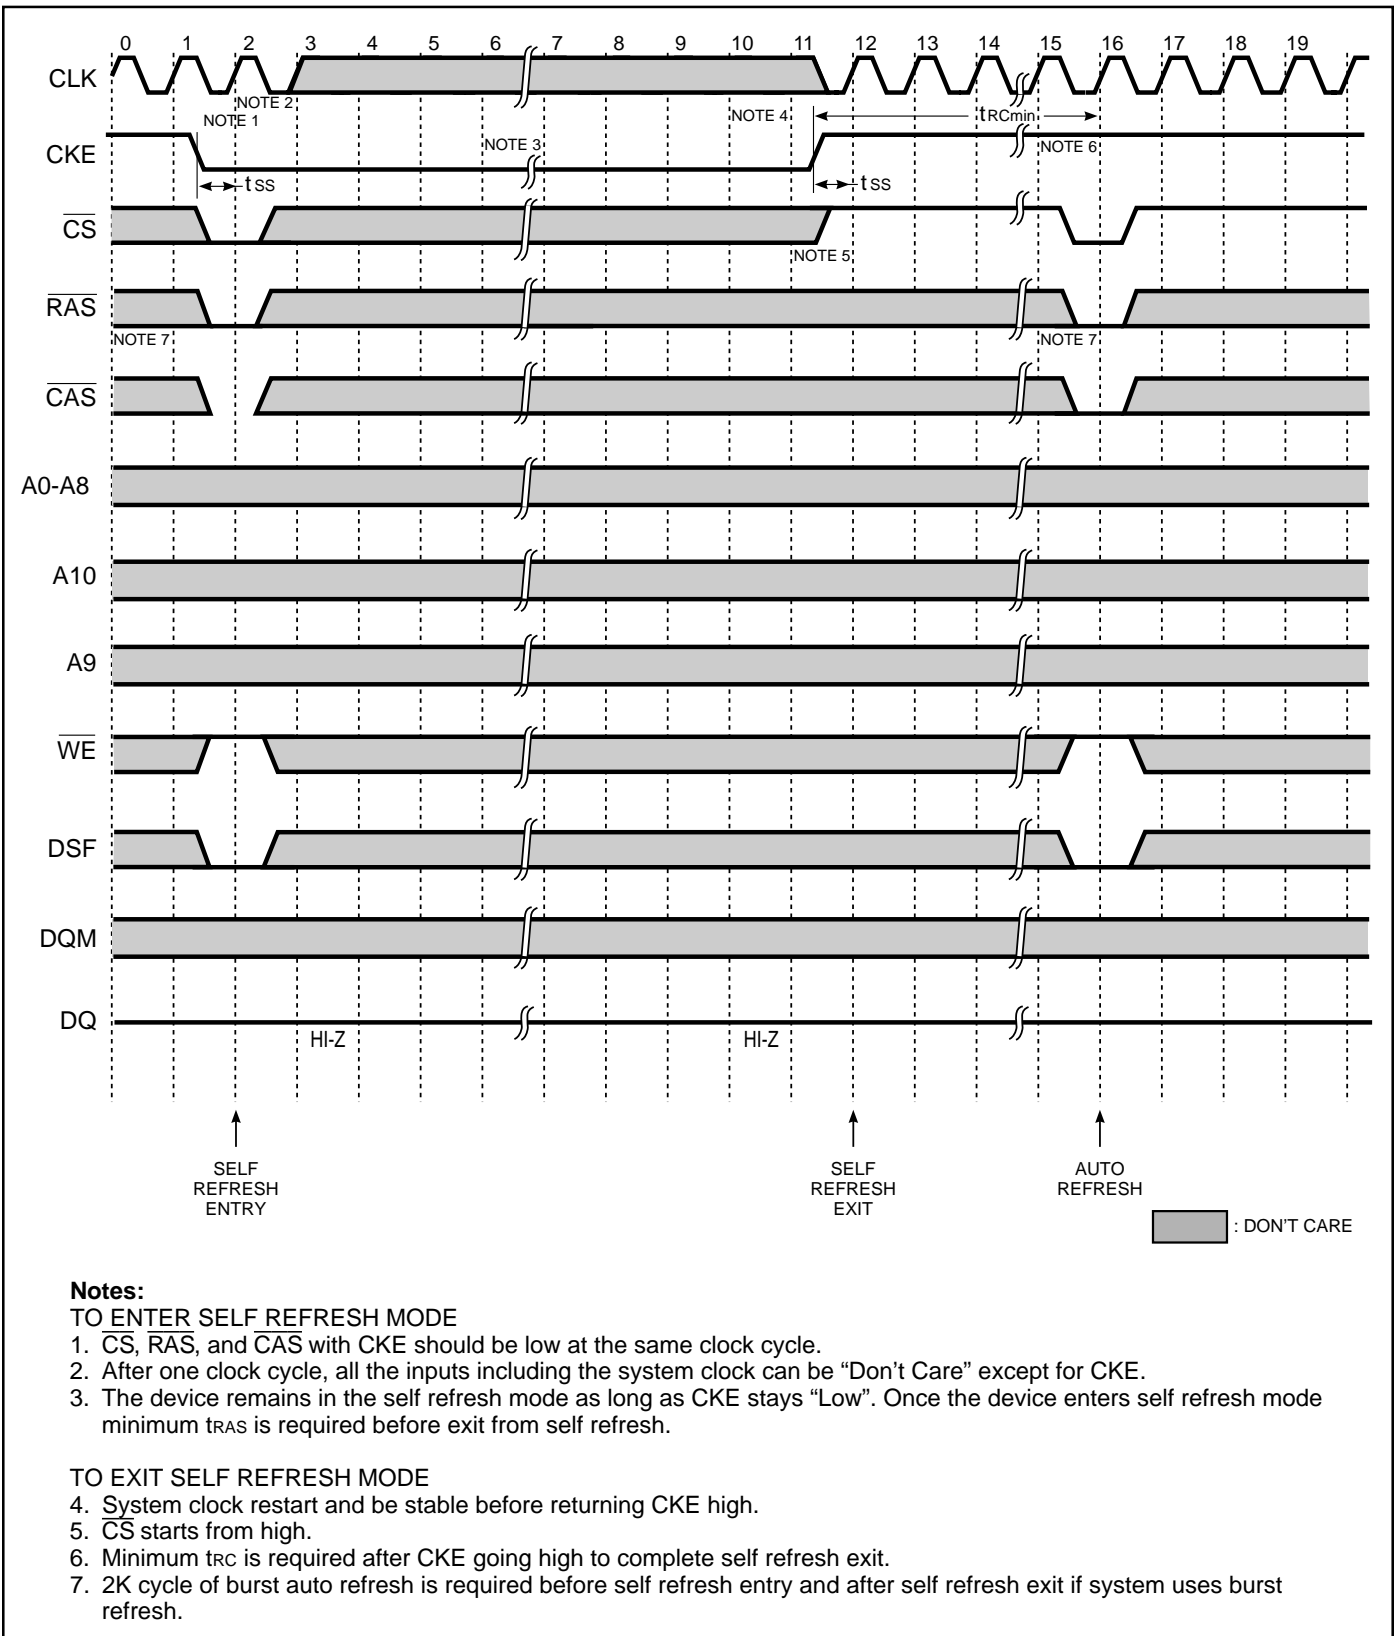 0 1 2 3 4 5 6 7 8 9 10 11 12 13 14 15 16 17 18 19
CLK
NOTE 2
NOTE 1
NOTE 4
tRCmin
CKE
NOTE 3
NOTE 6
tSS
tSS
CS
NOTE 5
RAS
NOTE 7
NOTE 7
CAS
A0-A8
A10
A9
WE
DSF
DQM
DQ
HI-Z
HI-Z
SELF
REFRESH
ENTRY
SELF
REFRESH
EXIT
AUTO
REFRESH
: DON'T CARE
Notes:
TO ENTER SELF REFRESH MODE
1. CS, RAS, and CAS with CKE should be low at the same clock cycle.
2. After one clock cycle, all the inputs including the system clock can be “Don’t Care” except for CKE.
3. The device remains in the self refresh mode as long as CKE stays “Low”. Once the device enters self refresh mode
minimum tRAS is required before exit from self refresh.
TO EXIT SELF REFRESH MODE
4. System clock restart and be stable before returning CKE high.
5. CS starts from high.
6. Minimum tRC is required after CKE going high to complete self refresh exit.
7. 2K cycle of burst auto refresh is required before self refresh entry and after self refresh exit if system uses burst
refresh.